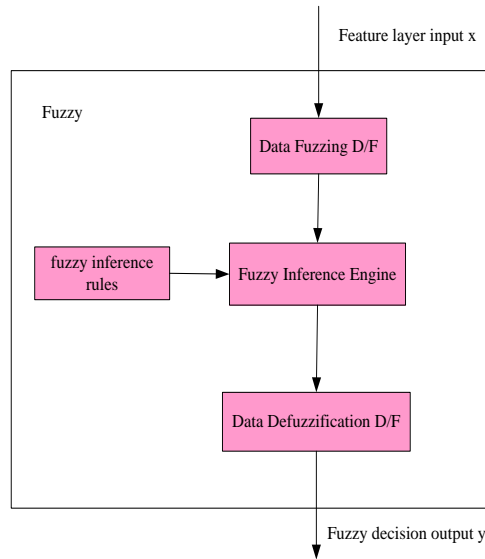 Feature layer input x
Fuzzy
Data Fuzzing D/F
fuzzy inference
rules
Fuzzy Inference Engine
Data Defuzzification D/F
Fuzzy decision output y